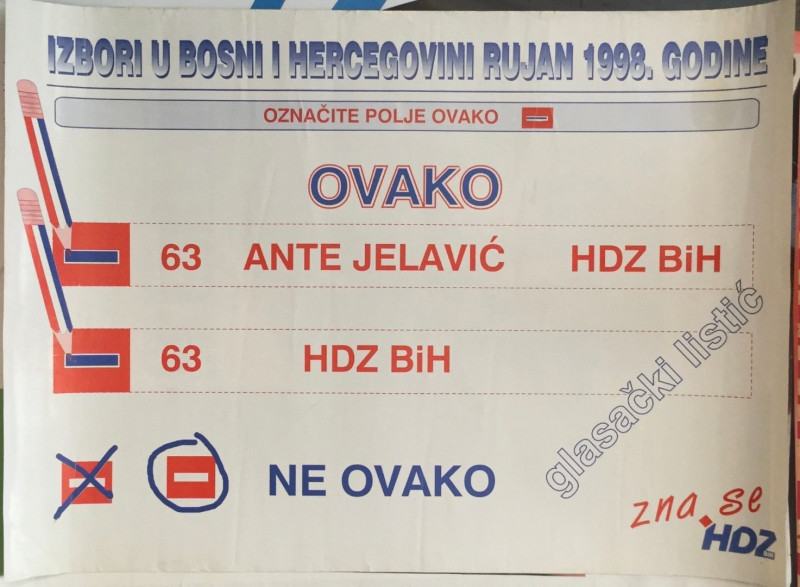 IZBORI U BOSNI I HERCEGOVINI RUJAN 1998. GODINE
OZNAČITE POLJE OVAKO
OVAKO
63 ANTE JELAVIĆ HDZ BiH
63 HDZ BiH
glasački listić
NE OVAKO
zna se
HDZ